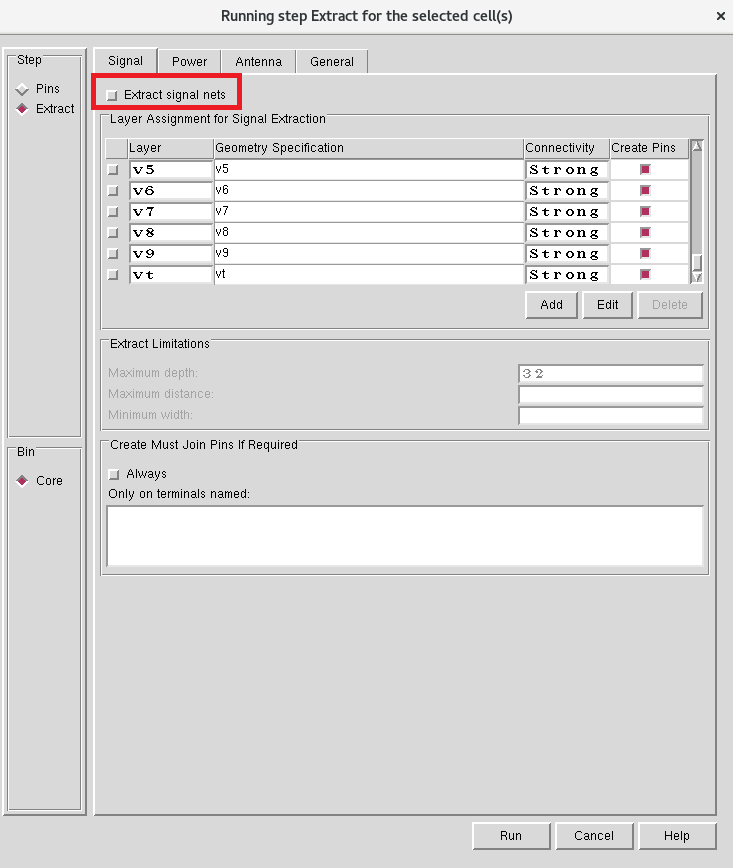 Running step Extract for the selected cell(s) ×
Step
Pins
Extract
Bin
Core
Signal Power Antenna General
Extract signal nets
Layer Assignment for Signal Extraction
Layer Geometry Specification Connectivity Create Pins
v5 v5 Strong
v6 v6 Strong
v7 v7 Strong
v8 v8 Strong
v9 v9 Strong
vt vt Strong
Add Edit Delete
Extract Limitations
Maximum depth: 32
Maximum distance:
Minimum width:
Create Must Join Pins If Required
Always
Only on terminals named:
Run Cancel Help